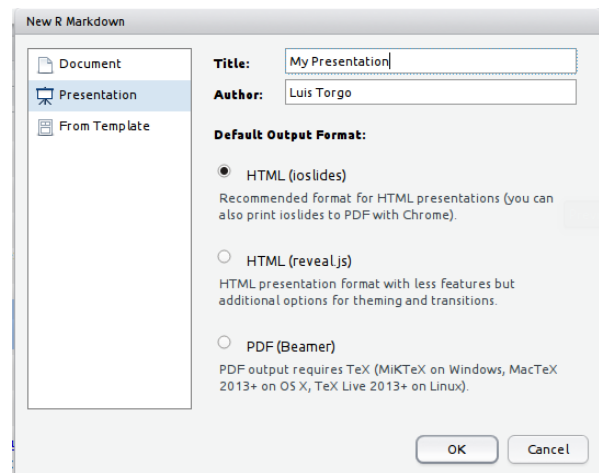 New R Markdown
Document
Presentation
From Template
Title: My Presentation
Author: Luis Torgo
Default Output Format:
HTML (ioslides)
Recommended format for HTML presentations (you can
also print ioslides to PDF with Chrome).
HTML (reveal.js)
HTML presentation format with less features but
additional options for theming and transitions.
PDF (Beamer)
PDF output requires TeX (MiKTeX on Windows, MacTeX
2013+ on OS X, TeX Live 2013+ on Linux).
OK Cancel